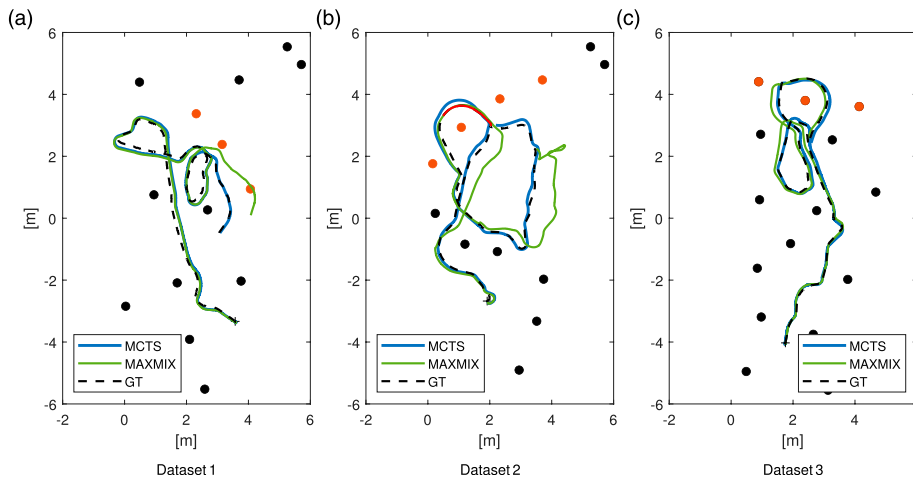 (a)
6
4
2
0
-2
-4
-6
[m]
-2 0 2 4 6
[m]
MCTS
MAXMIX
GT
Dataset 1
(b)
6
4
2
0
-2
-4
-6
[m]
-2 0 2 4 6
[m]
MCTS
MAXMIX
GT
Dataset 2
(c)
6
4
2
0
-2
-4
-6
[m]
-2 0 2 4
[m]
MCTS
MAXMIX
GT
Dataset 3